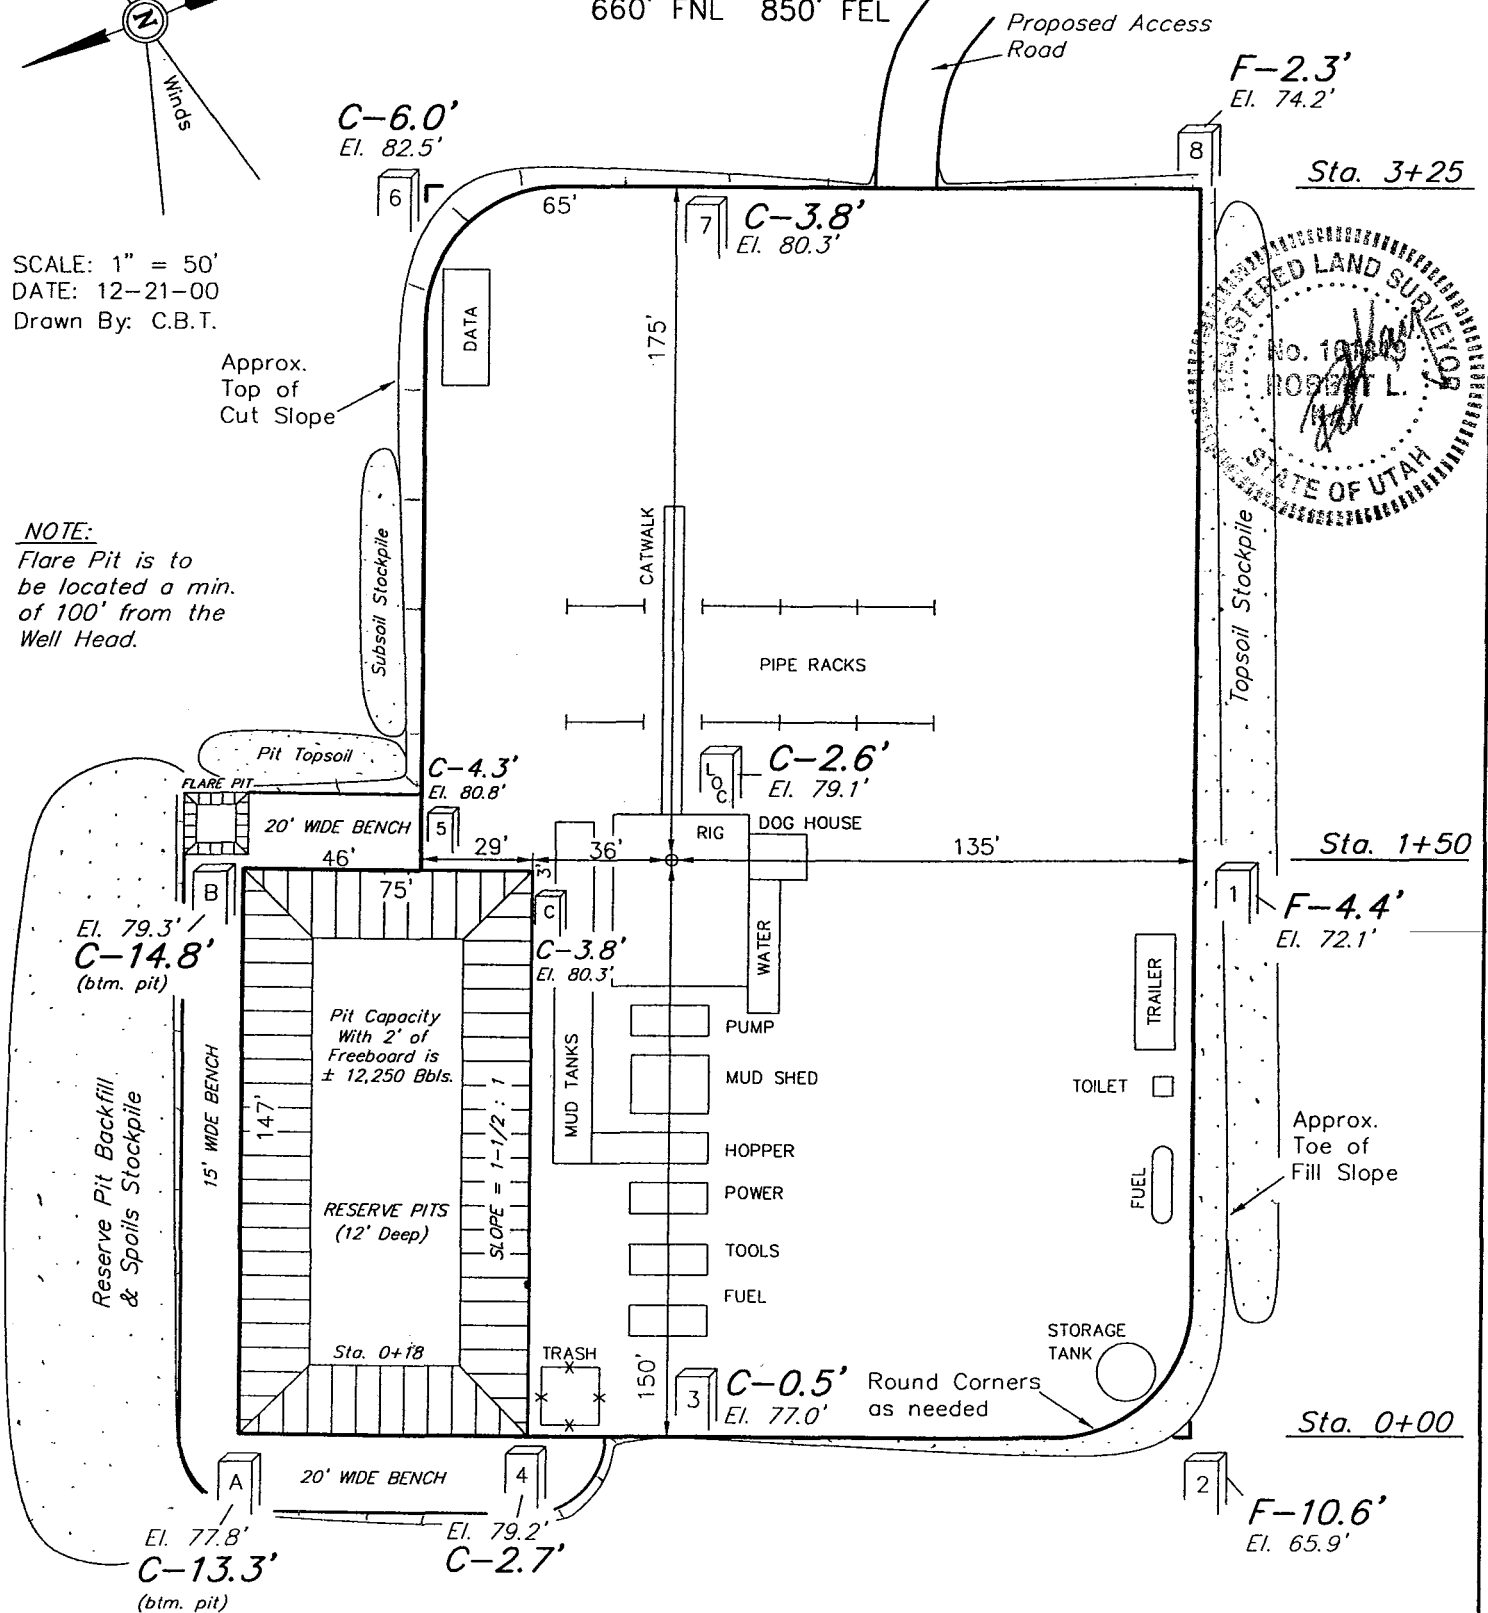 660' FNL 850' FEL
N
Winds
Proposed Access
Road
F-2.3'
El. 74.2'
8
Sta. 3+25
C-6.0'
El. 82.5'
6
65'
7
C-3.8'
El. 80.3'
SCALE: 1" = 50'
DATE: 12-21-00
Drawn By: C.B.T.
DATA
175'
REGISTERED LAND SURVEYOR
No.
ROBERT L.
STATE OF UTAH
Approx.
Top of
Cut Slope
Subsoil Stockpile
CATWALK
Topsoil Stockpile
NOTE:
Flare Pit is to
be located a min.
of 100' from the
Well Head.
PIPE RACKS
Pit Topsoil
C-4.3'
El. 80.8'
5
LOC
C-2.6'
El. 79.1'
FLARE PIT
20' WIDE BENCH
RIG
DOG HOUSE
46'
29'
36'
135'
Sta. 1+50
75'
3'
B
El. 79.3'
C-14.8'
(btm. pit)
C
C-3.8'
El. 80.3'
WATER
1
F-4.4'
El. 72.1'
TRAILER
Pit Capacity
With 2' of
Freeboard is
± 12,250 Bbls.
PUMP
MUD TANKS
MUD SHED
TOILET
15' WIDE BENCH
147'
SLOPE = 1-1/2 : 1
Reserve Pit Backfill
& Spoils Stockpile
HOPPER
Approx.
Toe of
Fill Slope
POWER
FUEL
RESERVE PITS
(12' Deep)
TOOLS
FUEL
Sta. 0+18
TRASH
STORAGE
TANK
150'
3
C-0.5'
El. 77.0'
Round Corners
as needed
Sta. 0+00
A
20' WIDE BENCH
4
2
El. 77.8'
C-13.3'
(btm. pit)
El. 79.2'
C-2.7'
F-10.6'
El. 65.9'